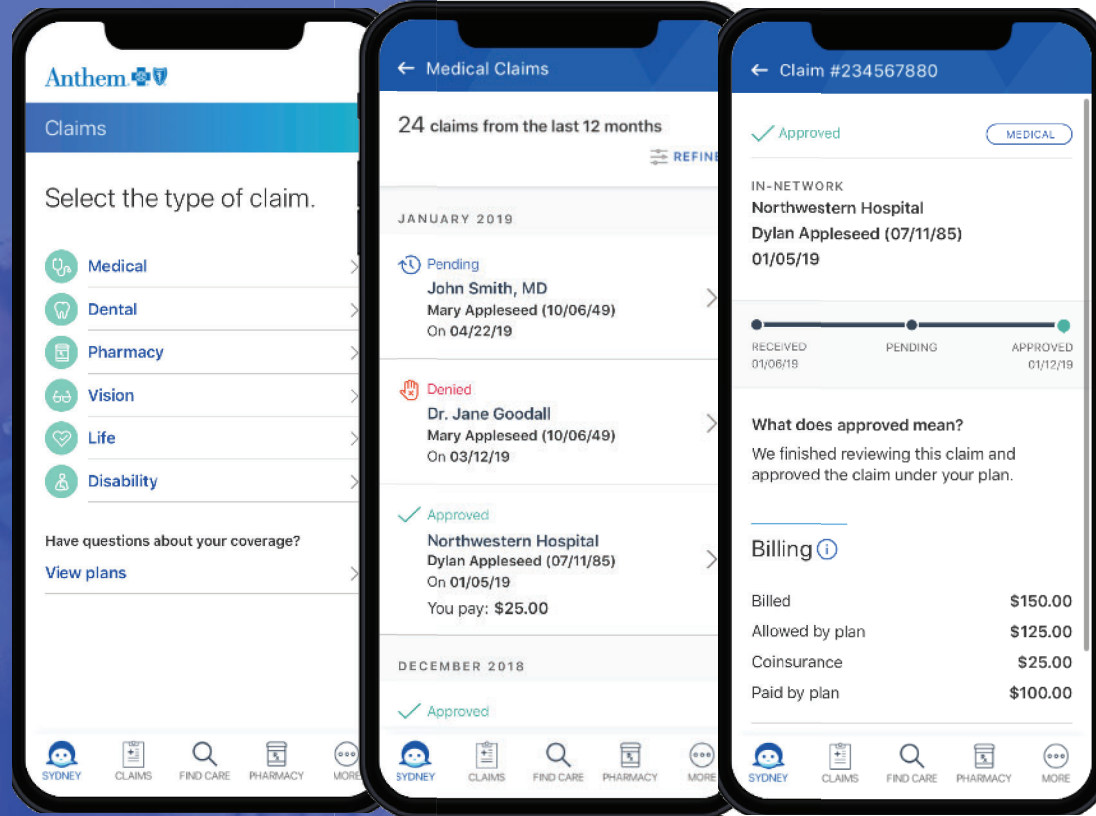 Anthem
Claims
Select the type of claim.
Medical
Dental
Pharmacy
Vision
Life
Disability
Have questions about your coverage?
View plans
SYDNEY
CLAIMS
FIND CARE
PHARMACY
MORE
Medical Claims
24 claims from the last 12 months
REFINE
JANUARY 2019
Pending
John Smith, MD
Mary Appleseed (10/06/49)
On 04/22/19
Denied
Dr. Jane Goodall
Mary Appleseed (10/06/49)
On 03/12/19
Approved
Northwestern Hospital
Dylan Appleseed (07/11/85)
On 01/05/19
You pay: $25.00
DECEMBER 2018
Approved
SYDNEY
CLAIMS
FIND CARE
PHARMACY
MORE
Claim #234567880
Approved
MEDICAL
IN-NETWORK
Northwestern Hospital
Dylan Appleseed (07/11/85)
01/05/19
RECEIVED PENDING APPROVED
01/06/19 01/12/19
What does approved mean?
We finished reviewing this claim and
approved the claim under your plan.
Billing
Billed $150.00
Allowed by plan $125.00
Coinsurance $25.00
Paid by plan $100.00
SYDNEY
CLAIMS
FIND CARE
PHARMACY
MORE